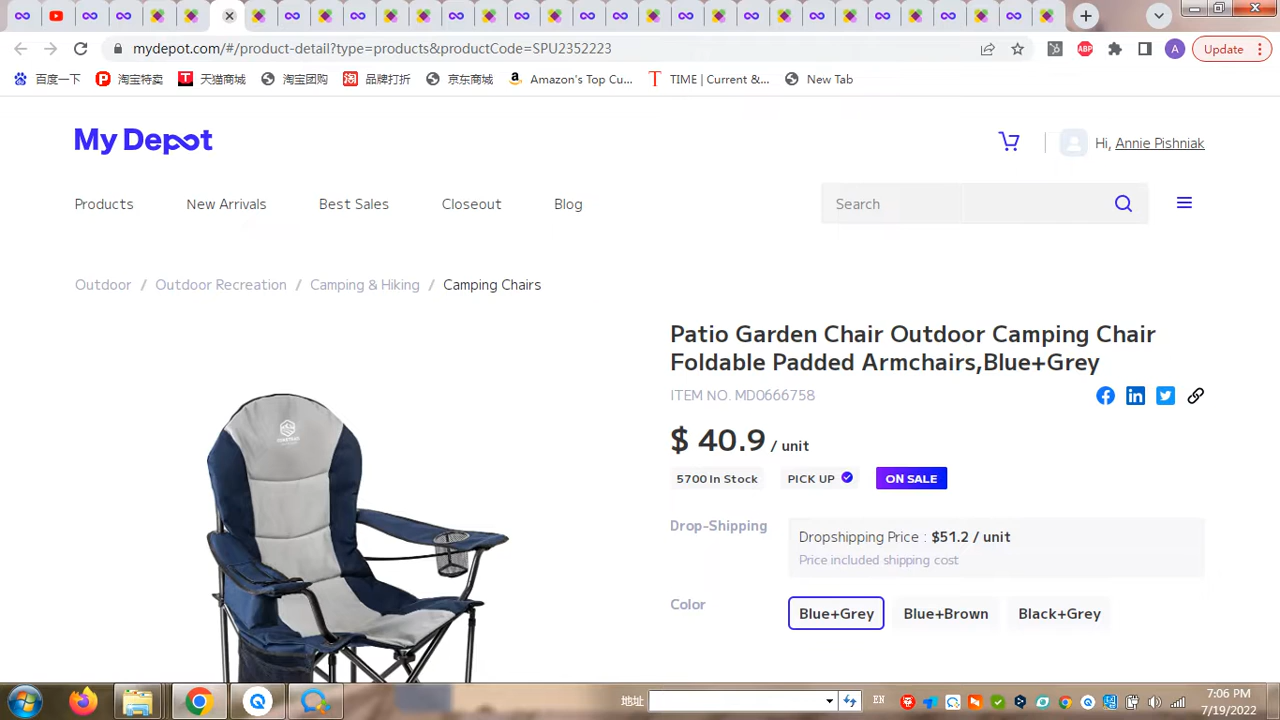 mydepot.com/#/product-detail?type=products&productCode=SPU2352223
ABP
A
Update
百度一下
淘宝特卖
天猫商城
淘宝团购
品牌打折
京东商城
Amazon's Top Cu...
TIME | Current &...
New Tab
My Depot
Hi, Annie Pishniak
Products
New Arrivals
Best Sales
Closeout
Blog
Search
Outdoor / Outdoor Recreation / Camping & Hiking / Camping Chairs
Patio Garden Chair Outdoor Camping Chair
Foldable Padded Armchairs,Blue+Grey
ITEM NO. MD0666758
$ 40.9 / unit
5700 In Stock
PICK UP
ON SALE
Drop-Shipping
Dropshipping Price : $51.2 / unit
Price included shipping cost
Color
Blue+Grey
Blue+Brown
Black+Grey
地址
EN
7:06 PM
7/19/2022